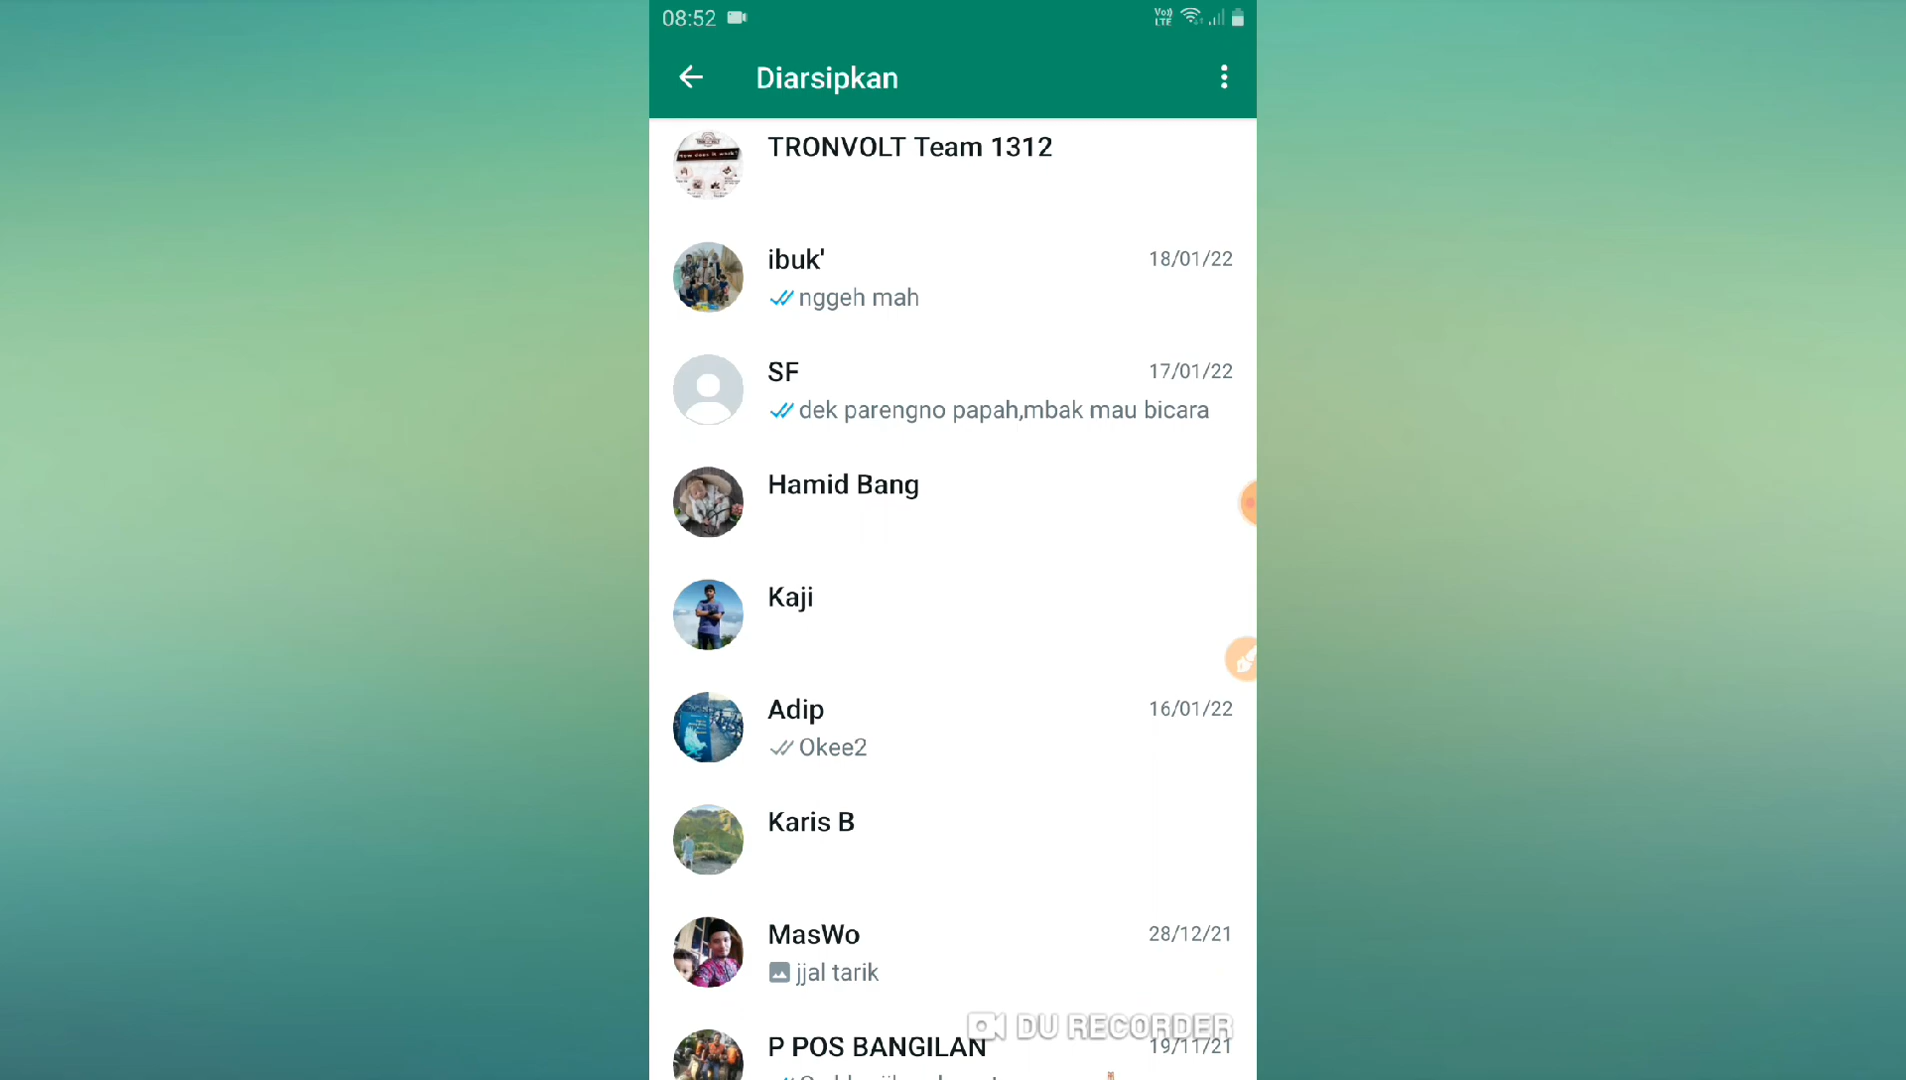 08:52
Vo)) LTE
Diarsipkan
TRONVOLT Team 1312
ibuk'
18/01/22
nggeh mah
SF
17/01/22
dek parengno papah,mbak mau bicara
Hamid Bang
Kaji
Adip
16/01/22
Okee2
Karis B
MasWo
28/12/21
jjal tarik
DU RECORDER
P POS BANGILAN
19/11/21